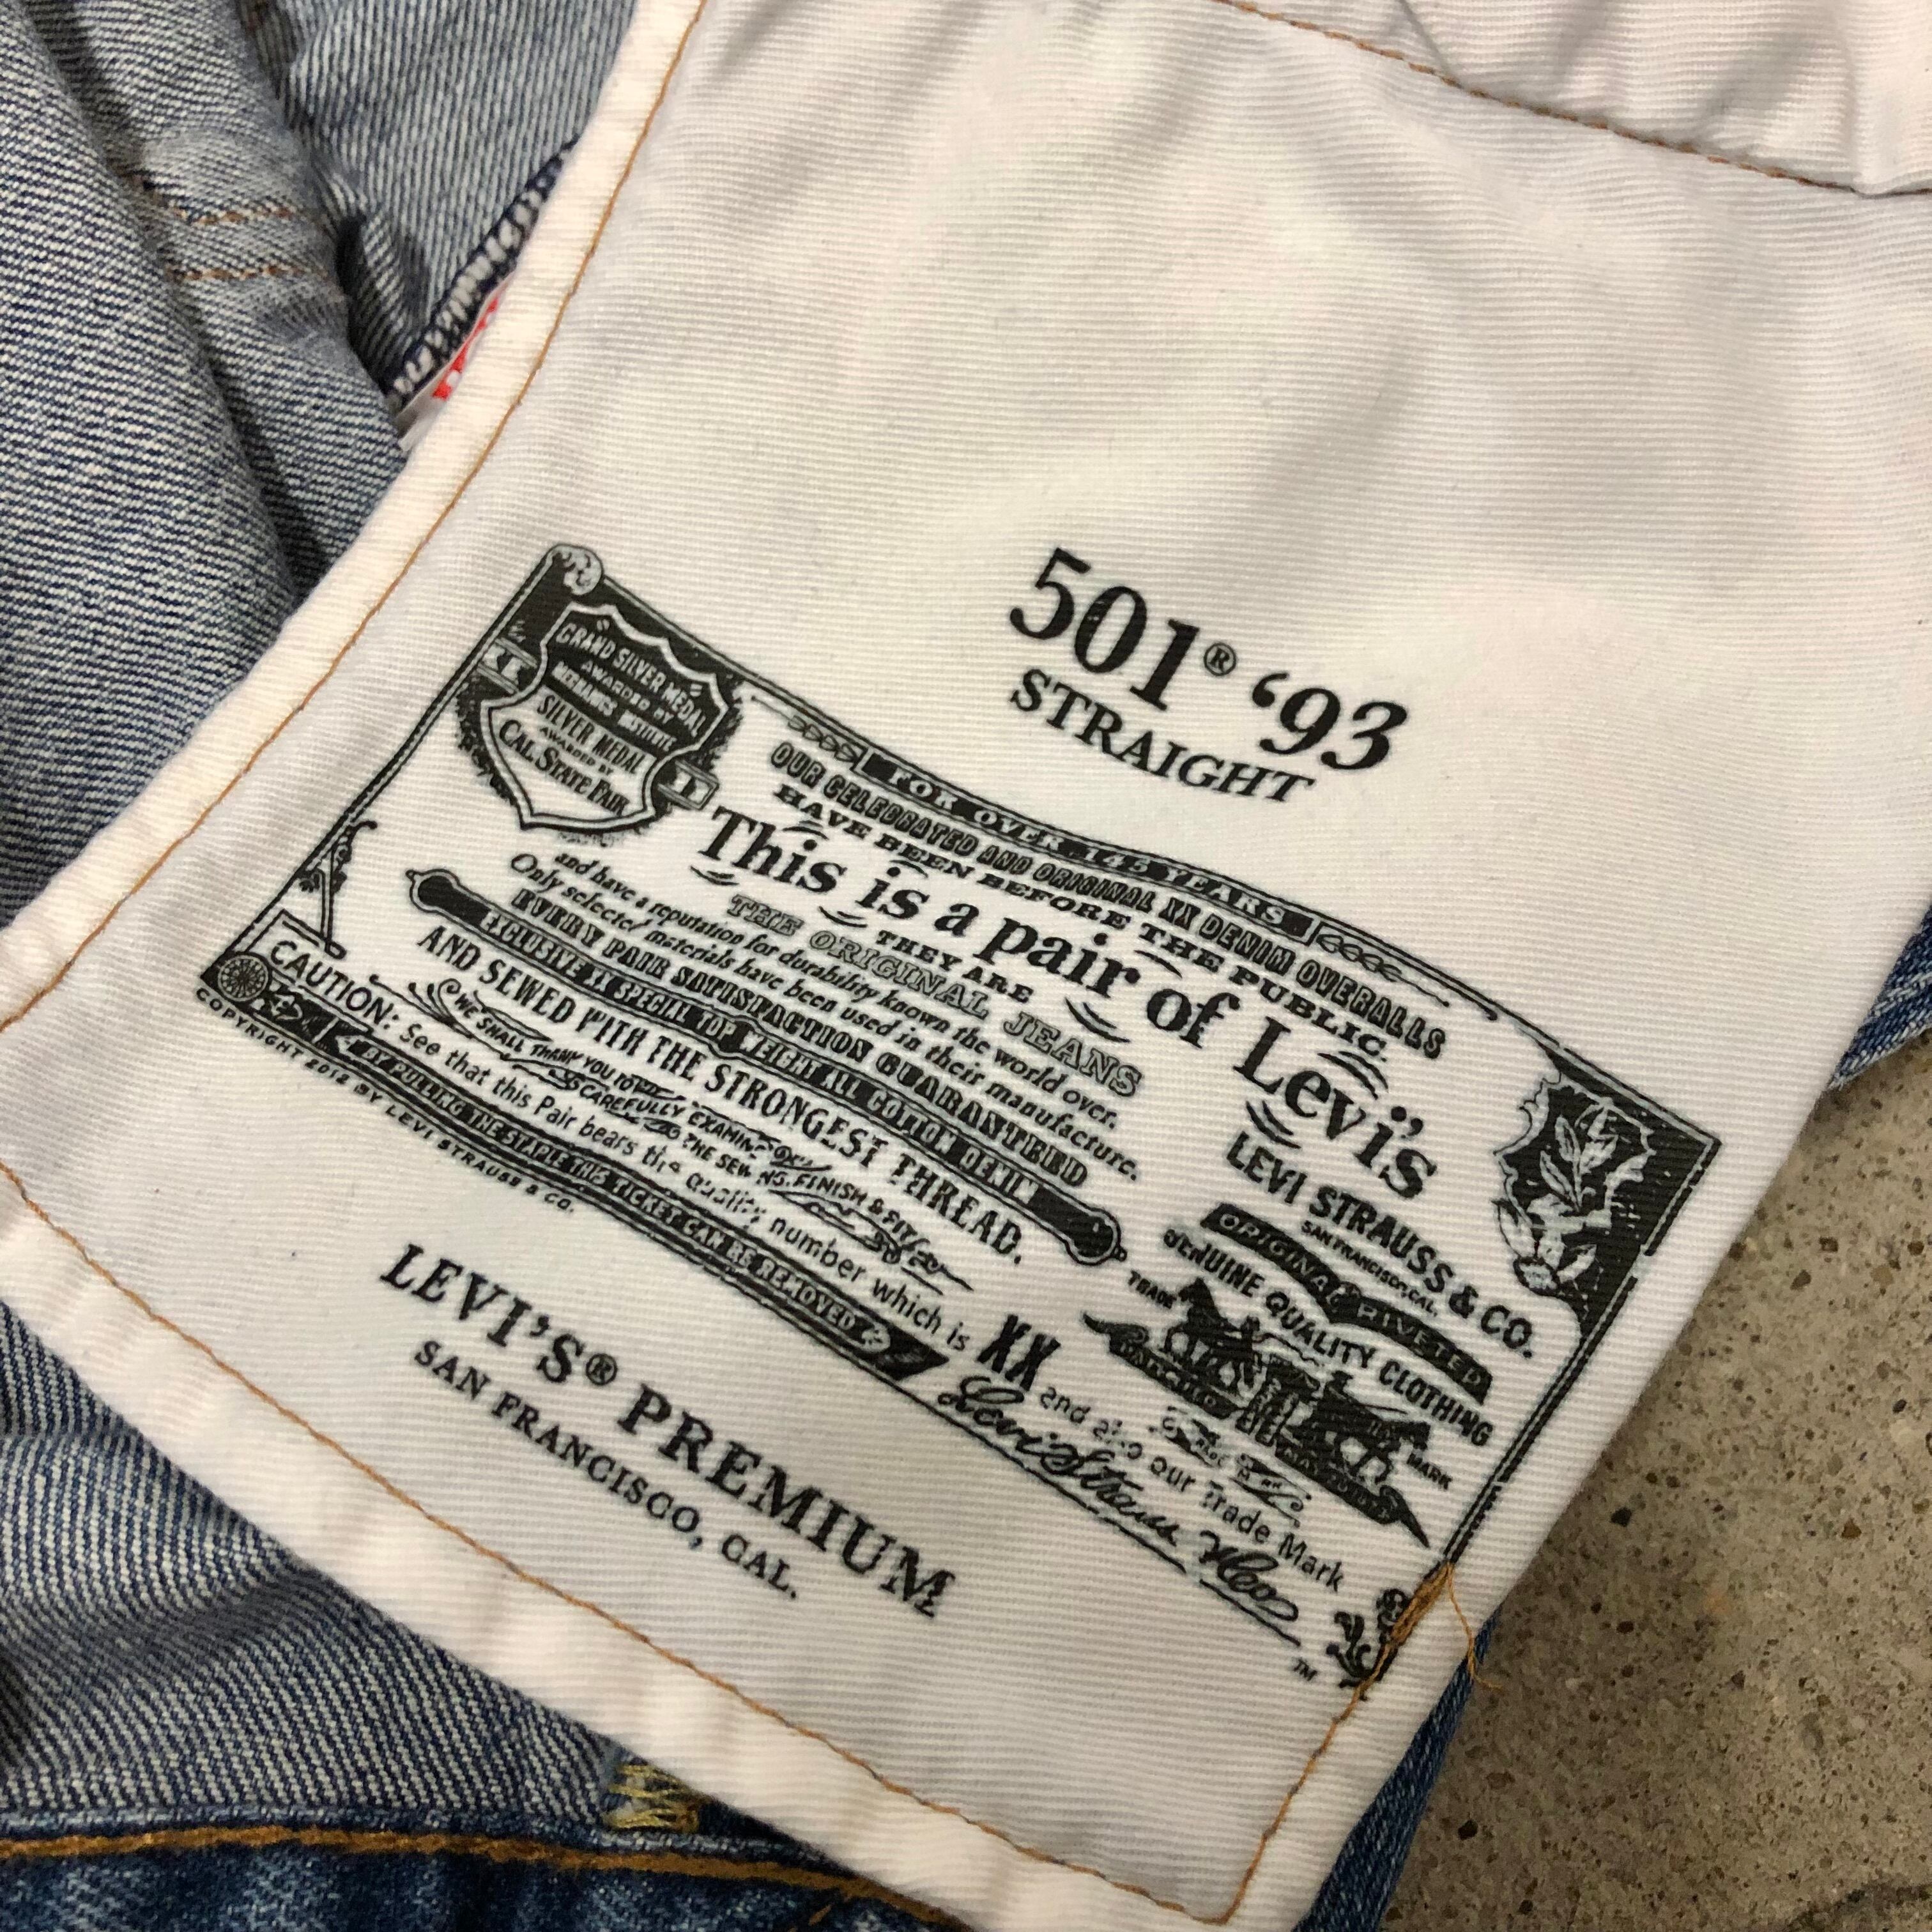 501® ‘93
STRAIGHT
GRAND SILVER MEDAL
AWARDED BY
MECHANICS INSTITUTE
SILVER MEDAL
AWARDED BY
CAL. STATE FAIR
FOR OVER 145 YEARS
OUR CELEBRATED AND ORIGINAL XX DENIM OVERALLS
HAVE BEEN BEFORE THE PUBLIC.
This is a pair of Levi's
THEY ARE
THE ORIGINAL JEANS
and have a reputation for durability known the world over.
Only selected materials have been used in their manufacture.
EVERY PAIR SATISFACTION GUARANTEED
EXCLUSIVE XX SPECIAL TOP WEIGHT ALL COTTON DENIM
AND SEWED WITH THE STRONGEST THREAD.
WE SHALL THANK YOU TO
CAREFULLY EXAMINE
THE SEWING, FINISH & FIT
LEVI STRAUSS & CO.
SAN FRANCISCO, CAL.
ORIGINAL RIVETED
GENUINE QUALITY CLOTHING
TRADE MARK
CAUTION: See that this Pair bears the quality number which is XX and also our Trade Mark
BY PULLING THE STAPLE THIS TICKET CAN BE REMOVED
Levi Strauss & Co
TM
COPYRIGHT 2012 BY LEVI STRAUSS & CO.
LEVI’S® PREMIUM
SAN FRANCISCO, CAL.